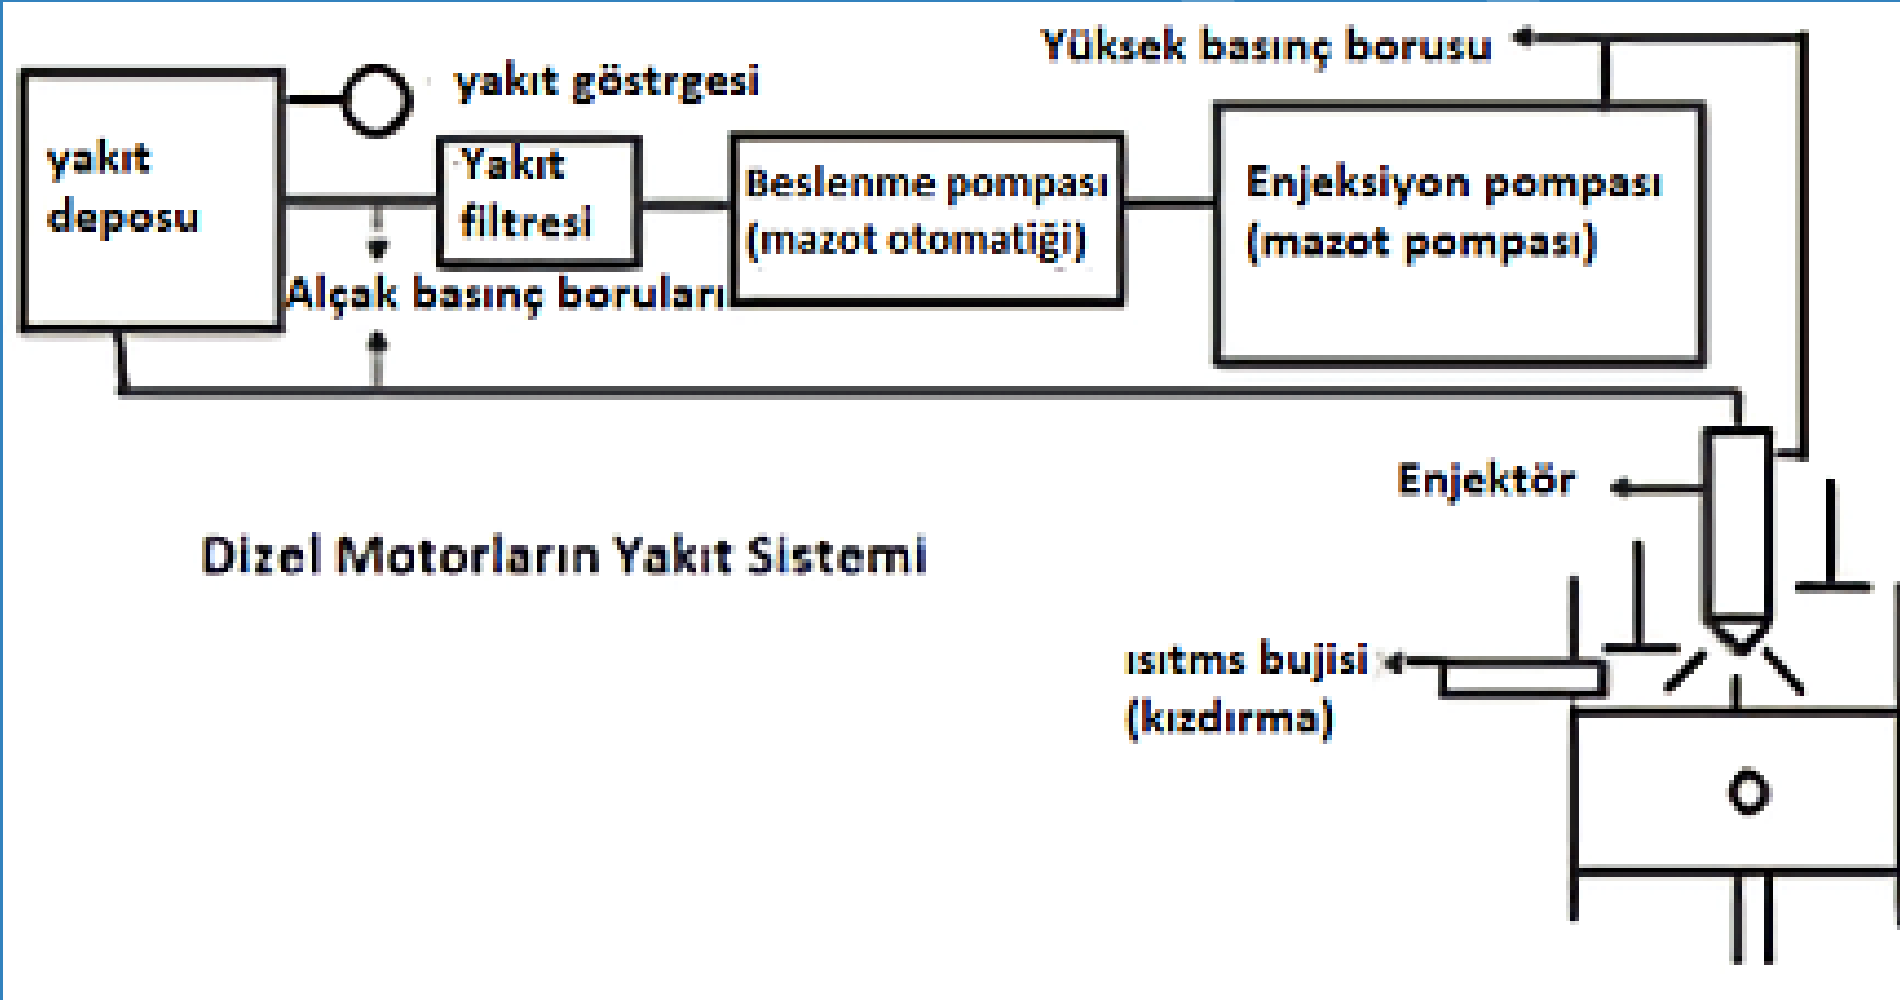 Yüksek basınç borusu
yakıt göstrgesi
yakıt
deposu
Yakıt
filtresi
Beslenme pompası
(mazot otomatiği)
Enjeksiyon pompası
(mazot pompası)
Alçak basınç boruları
Enjektör
Dizel Motorların Yakıt Sistemi
ısıtms bujisi
(kızdırma)